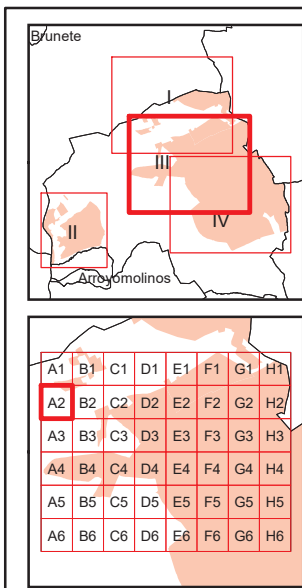 Brunete
I
III
II
IV
Arroyomolinos
A1 B1 C1 D1 E1 F1 G1 H1
A2 B2 C2 D2 E2 F2 G2 H2
A3 B3 C3 D3 E3 F3 G3 H3
A4 B4 C4 D4 E4 F4 G4 H4
A5 B5 C5 D5 E5 F5 G5 H5
A6 B6 C6 D6 E6 F6 G6 H6